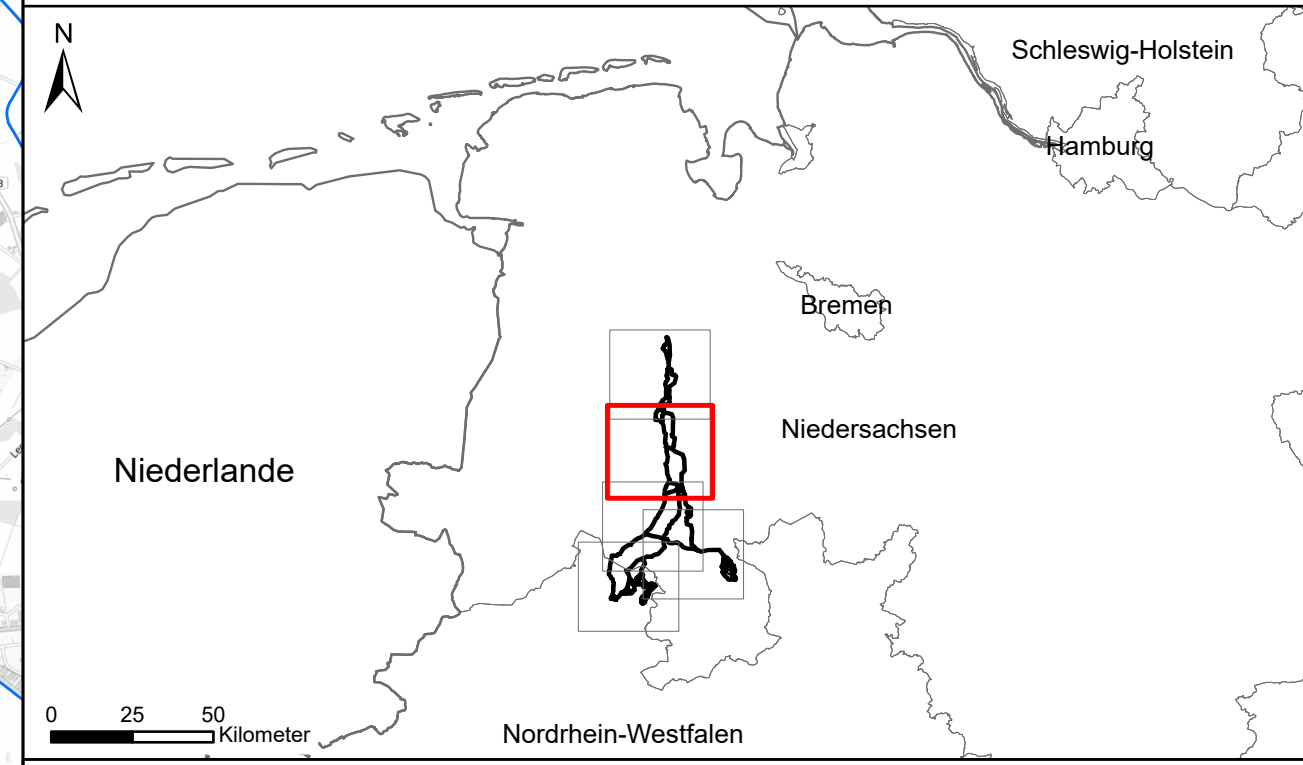 N
Schleswig-Holstein
Hamburg
Bremen
Niedersachsen
Niederlande
0 25 50
Kilometer
Nordrhein-Westfalen